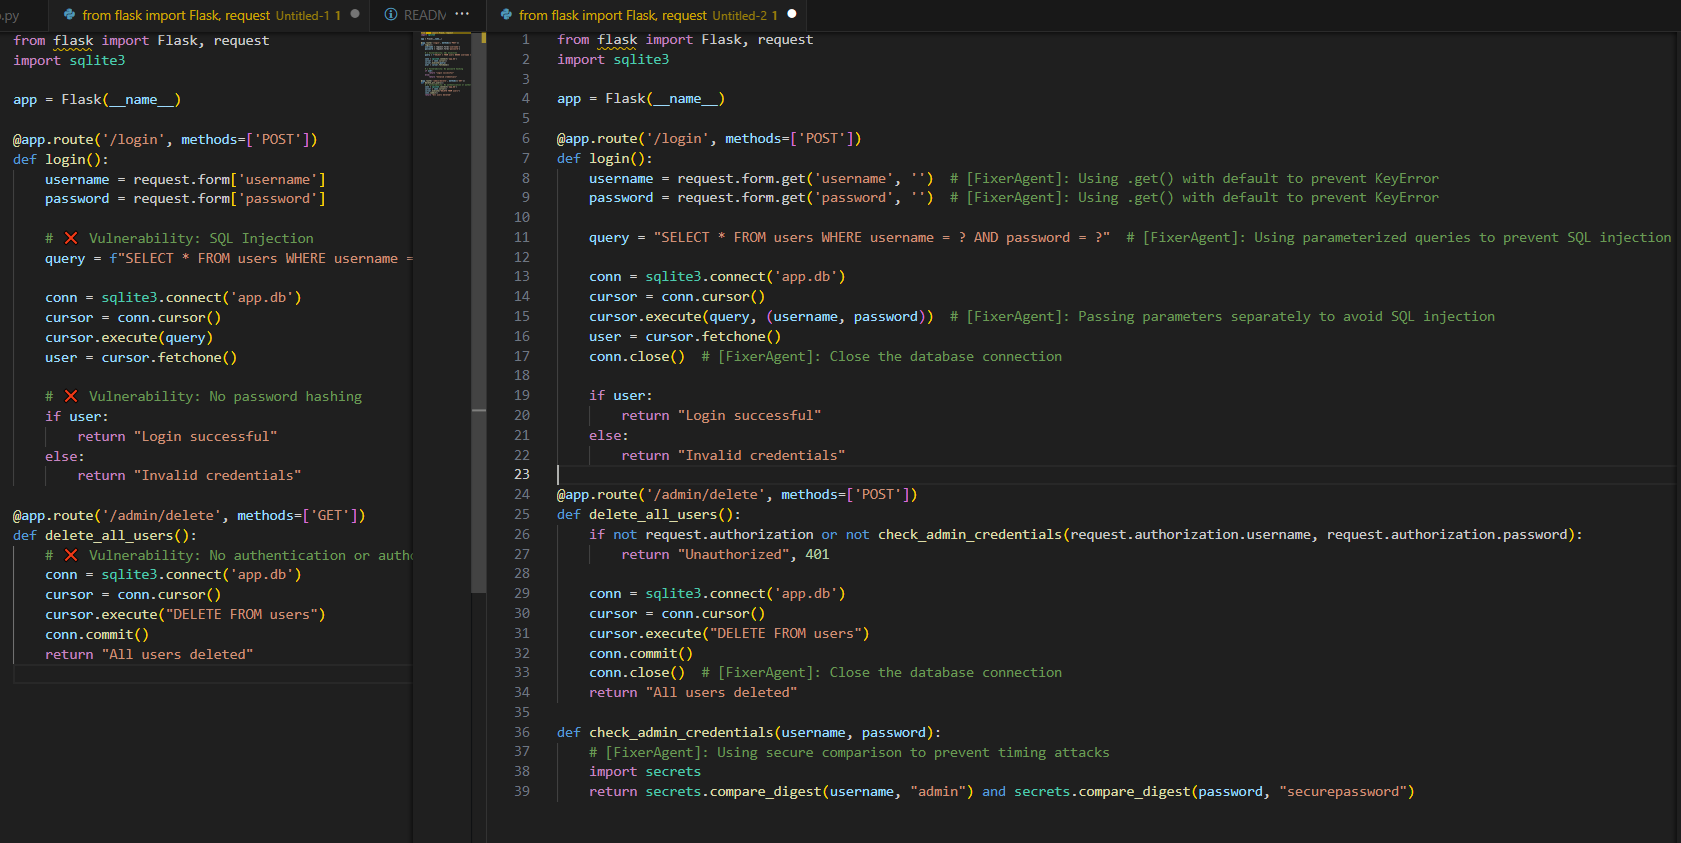 .py
from flask import Flask, request Untitled-1 1
READM
from flask import Flask, request Untitled-2 1
from flask import Flask, request
import sqlite3
app = Flask(__name__)
@app.route('/login', methods=['POST'])
def login():
username = request.form['username']
password = request.form['password']
# ❌ Vulnerability: SQL Injection
query = f"SELECT * FROM users WHERE username =
conn = sqlite3.connect('app.db')
cursor = conn.cursor()
cursor.execute(query)
user = cursor.fetchone()
# ❌ Vulnerability: No password hashing
if user:
return "Login successful"
else:
return "Invalid credentials"
@app.route('/admin/delete', methods=['GET'])
def delete_all_users():
# ❌ Vulnerability: No authentication or autho
conn = sqlite3.connect('app.db')
cursor = conn.cursor()
cursor.execute("DELETE FROM users")
conn.commit()
return "All users deleted"
1 from flask import Flask, request
2 import sqlite3
3
4 app = Flask(__name__)
5
6 @app.route('/login', methods=['POST'])
7 def login():
8 username = request.form.get('username', '') # [FixerAgent]: Using .get() with default to prevent KeyError
9 password = request.form.get('password', '') # [FixerAgent]: Using .get() with default to prevent KeyError
10
11 query = "SELECT * FROM users WHERE username = ? AND password = ?" # [FixerAgent]: Using parameterized queries to prevent SQL injection
12
13 conn = sqlite3.connect('app.db')
14 cursor = conn.cursor()
15 cursor.execute(query, (username, password)) # [FixerAgent]: Passing parameters separately to avoid SQL injection
16 user = cursor.fetchone()
17 conn.close() # [FixerAgent]: Close the database connection
18
19 if user:
20 return "Login successful"
21 else:
22 return "Invalid credentials"
23
24 @app.route('/admin/delete', methods=['POST'])
25 def delete_all_users():
26 if not request.authorization or not check_admin_credentials(request.authorization.username, request.authorization.password):
27 return "Unauthorized", 401
28
29 conn = sqlite3.connect('app.db')
30 cursor = conn.cursor()
31 cursor.execute("DELETE FROM users")
32 conn.commit()
33 conn.close() # [FixerAgent]: Close the database connection
34 return "All users deleted"
35
36 def check_admin_credentials(username, password):
37 # [FixerAgent]: Using secure comparison to prevent timing attacks
38 import secrets
39 return secrets.compare_digest(username, "admin") and secrets.compare_digest(password, "securepassword")